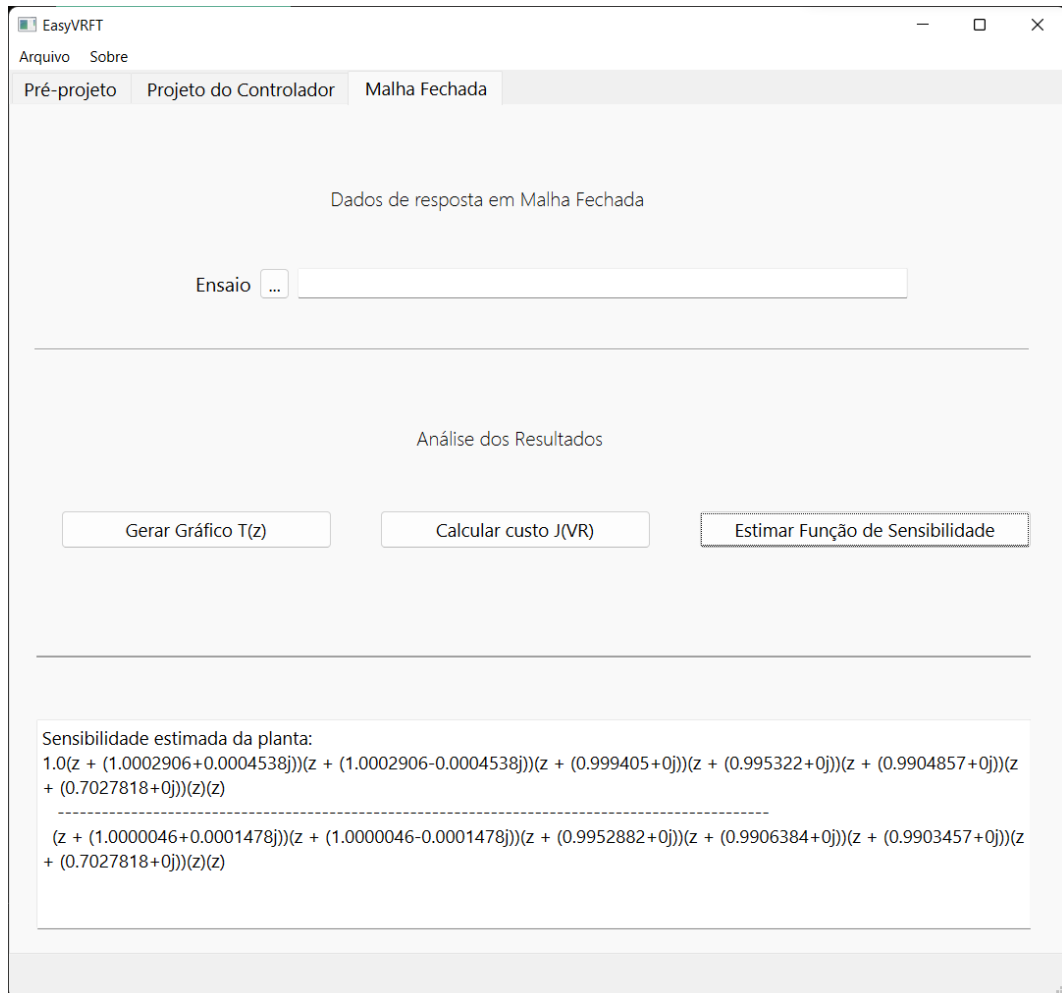 EasyVRFT
Arquivo Sobre
Pré-projeto Projeto do Controlador Malha Fechada
Dados de resposta em Malha Fechada
Ensaio ...
Análise dos Resultados
Gerar Gráfico T(z) Calcular custo J(VR) Estimar Função de Sensibilidade
Sensibilidade estimada da planta:
1.0(z + (1.0002906+0.0004538j))(z + (1.0002906-0.0004538j))(z + (0.999405+0j))(z + (0.995322+0j))(z + (0.9904857+0j))(z
+ (0.7027818+0j))(z)(z)
----------------------------------------------------------------------------------------------
(z + (1.0000046+0.0001478j))(z + (1.0000046-0.0001478j))(z + (0.9952882+0j))(z + (0.9906384+0j))(z + (0.9903457+0j))(z
+ (0.7027818+0j))(z)(z)